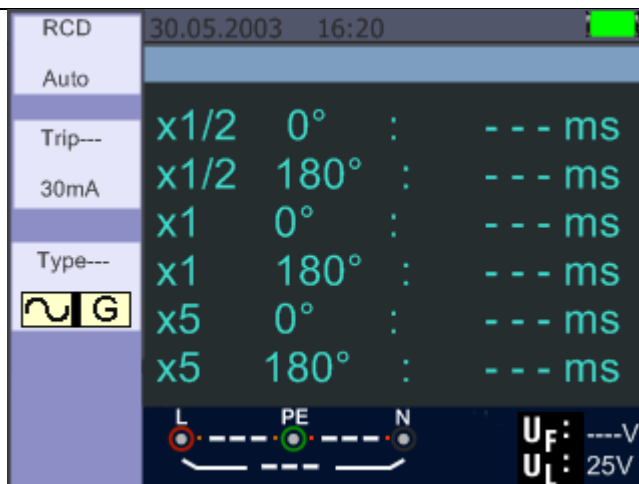 RCD
Auto
Trip---
30mA
Type---
G
30.05.2003 16:20
x1/2 0° : - - - ms
x1/2 180° : - - - ms
x1 0° : - - - ms
x1 180° : - - - ms
x5 0° : - - - ms
x5 180° : - - - ms
L PE N
UF: ----V
UL: 25V